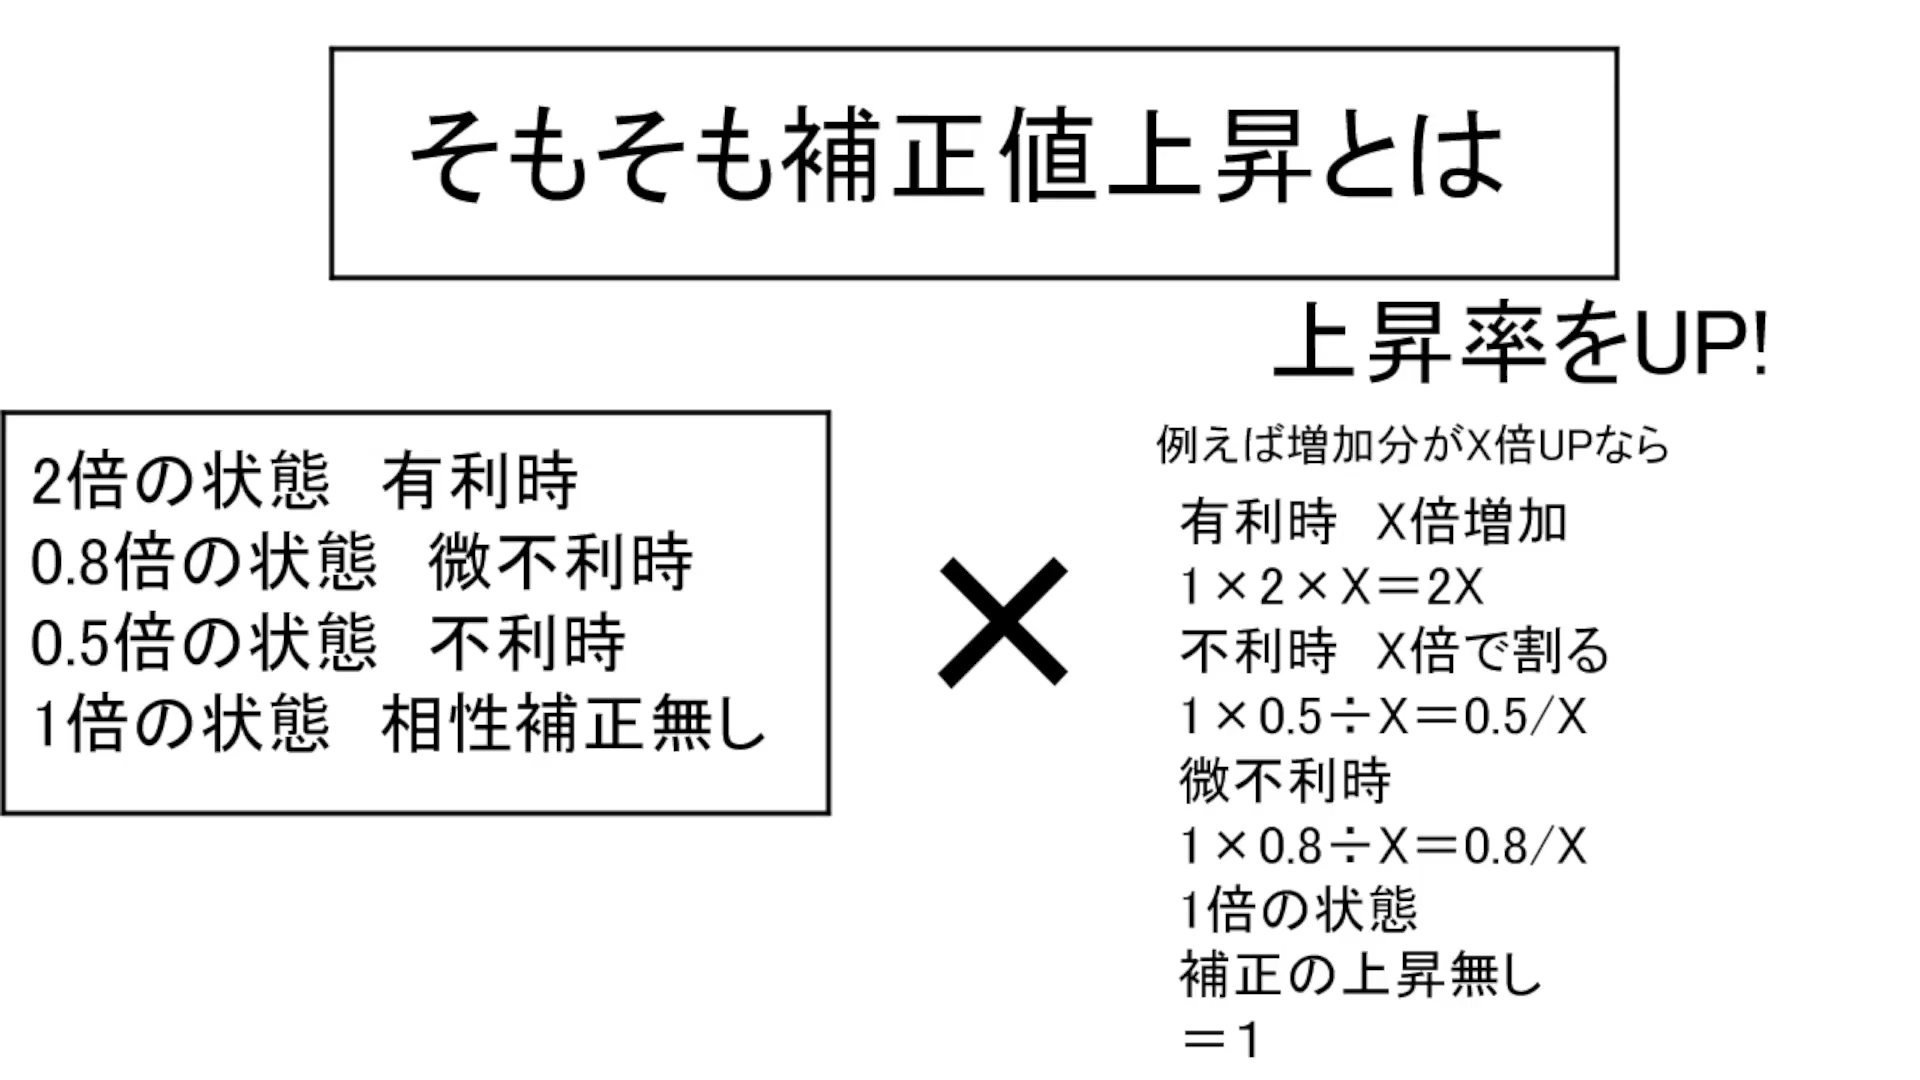 そもそも補正値上昇とは
2倍の状態　有利時
0.8倍の状態　微不利時
0.5倍の状態　不利時
1倍の状態　相性補正無し
×
上昇率をUP!
例えば増加分がX倍UPなら
有利時　X倍増加
1×2×X＝2X
不利時　X倍で割る
1×0.5÷X＝0.5/X
微不利時
1×0.8÷X＝0.8/X
1倍の状態
補正の上昇無し
＝1